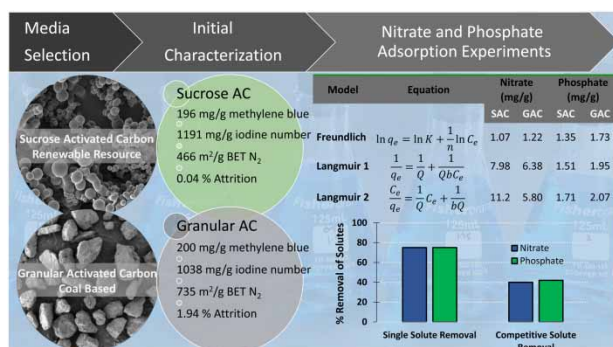 Media
Selection
Initial
Characterization
Nitrate and Phosphate
Adsorption Experiments
Sucrose Activated Carbon
Renewable Resource
Sucrose AC
196 mg/g methylene blue
1191 mg/g iodine number
466 m²/g BET N₂
0.04 % Attrition
Granular Activated Carbon
Coal Based
Granular AC
200 mg/g methylene blue
1038 mg/g iodine number
735 m²/g BET N₂
1.94 % Attrition
Model Equation Nitrate (mg/g) Phosphate (mg/g)
SAC GAC SAC GAC
Freundlich ln qₑ = ln K + 1/n ln Cₑ 1.07 1.22 1.35 1.73
Langmuir 1 1/qₑ = 1/Q + 1/QbCₑ 7.98 6.38 1.51 1.95
Langmuir 2 Cₑ/qₑ = 1/Q Cₑ + 1/bQ 11.2 5.80 1.71 2.07
% Removal of Solutes
100
80
60
40
20
0
Nitrate
Phosphate
Single Solute Removal
Competitive Solute
Removal
125ml
125ml